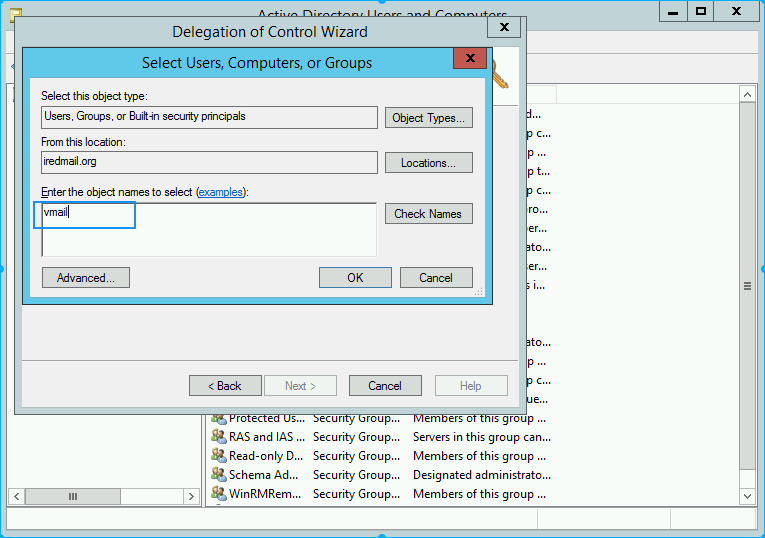 Active Directory Users and Computers
Delegation of Control Wizard
X
X
Select Users, Computers, or Groups
X
Select this object type:
Users, Groups, or Built-in security principals
Object Types...
From this location:
iredmail.org
Locations...
Enter the object names to select (examples):
vmail
Check Names
Advanced...
OK
Cancel
< Back
Next >
Cancel
Help
d...
p c...
p ...
p t...
p c...
pro...
per...
ato...
per...
s i...
ato...
p ...
p c...
ue...
Protected Us... Security Group... Members of this group ...
RAS and IAS ... Security Group... Servers in this group can...
Read-only D... Security Group... Members of this group ...
Schema Ad... Security Group... Designated administrato...
WinRMRem... Security Group... Members of this group ...